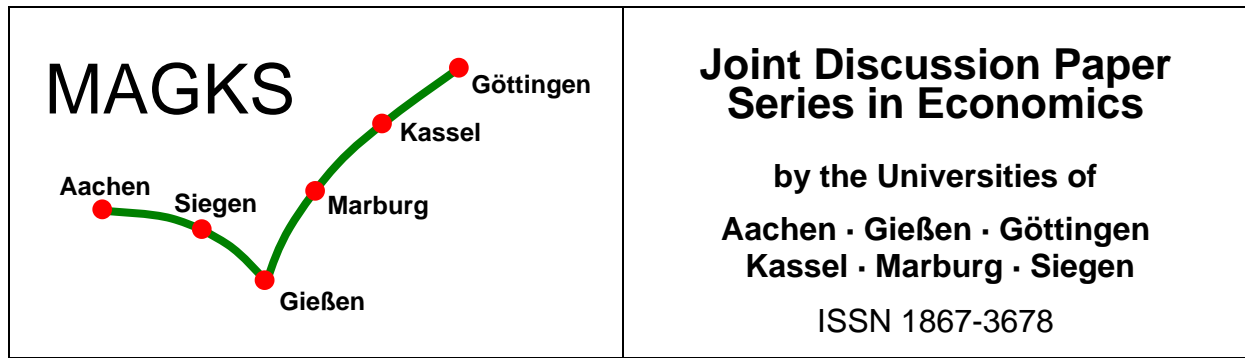 MAGKS
Göttingen
Kassel
Marburg
Aachen
Siegen
Gießen
Joint Discussion Paper
Series in Economics
by the Universities of
Aachen · Gießen · Göttingen
Kassel · Marburg · Siegen
ISSN 1867-3678